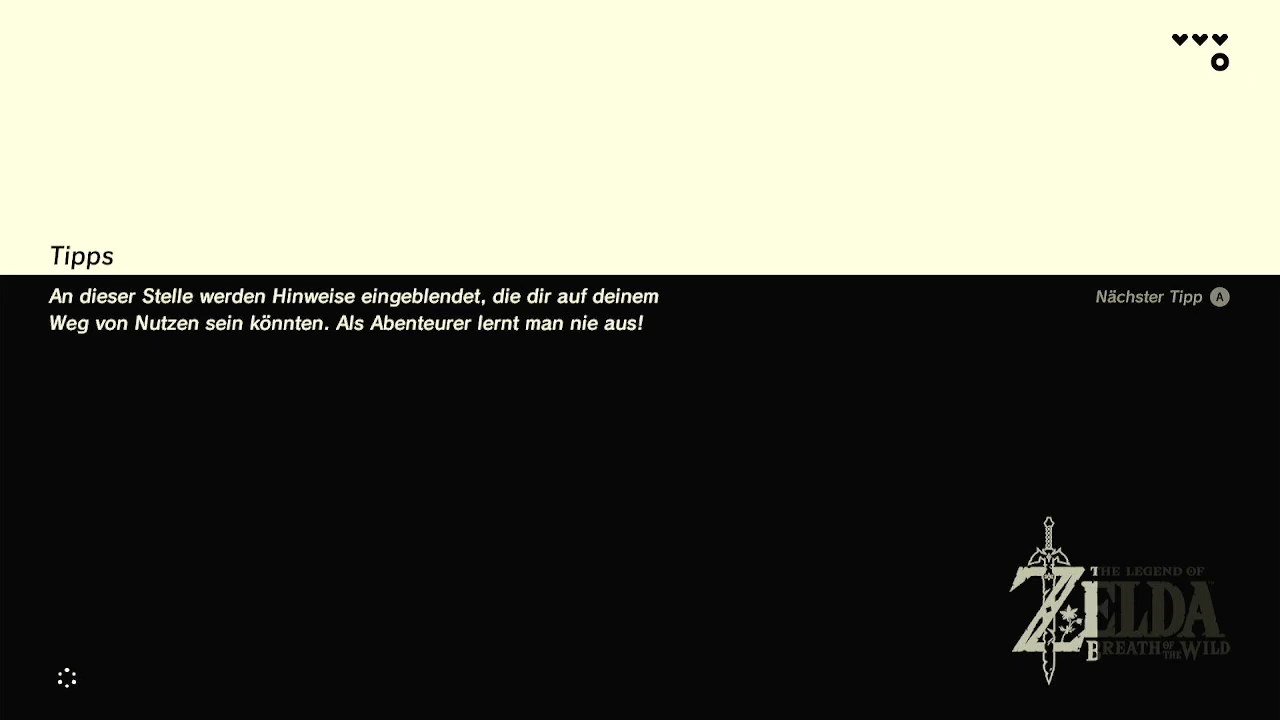 Tipps
An dieser Stelle werden Hinweise eingeblendet, die dir auf deinem
Weg von Nutzen sein könnten. Als Abenteurer lernt man nie aus!
Nächster Tipp A
THE LEGEND OF
ZELDA
BREATH OF THE WILD